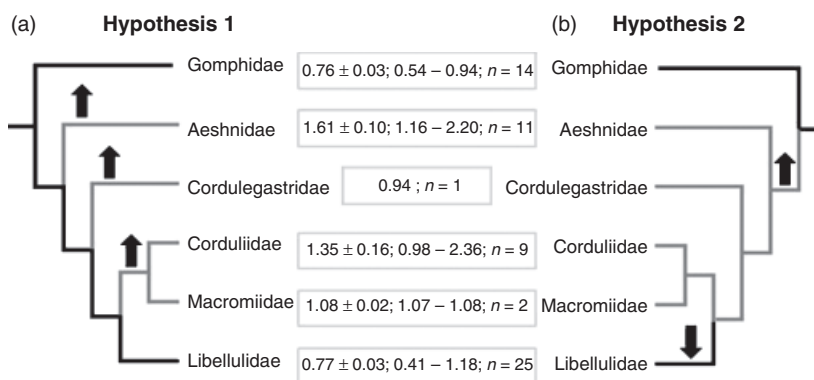 (a) Hypothesis 1
(b) Hypothesis 2
Gomphidae 0.76 ± 0.03; 0.54 – 0.94; n = 14 Gomphidae
Aeshnidae 1.61 ± 0.10; 1.16 – 2.20; n = 11 Aeshnidae
Cordulegastridae 0.94 ; n = 1 Cordulegastridae
Corduliidae 1.35 ± 0.16; 0.98 – 2.36; n = 9 Corduliidae
Macromiidae 1.08 ± 0.02; 1.07 – 1.08; n = 2 Macromiidae
Libellulidae 0.77 ± 0.03; 0.41 – 1.18; n = 25 Libellulidae